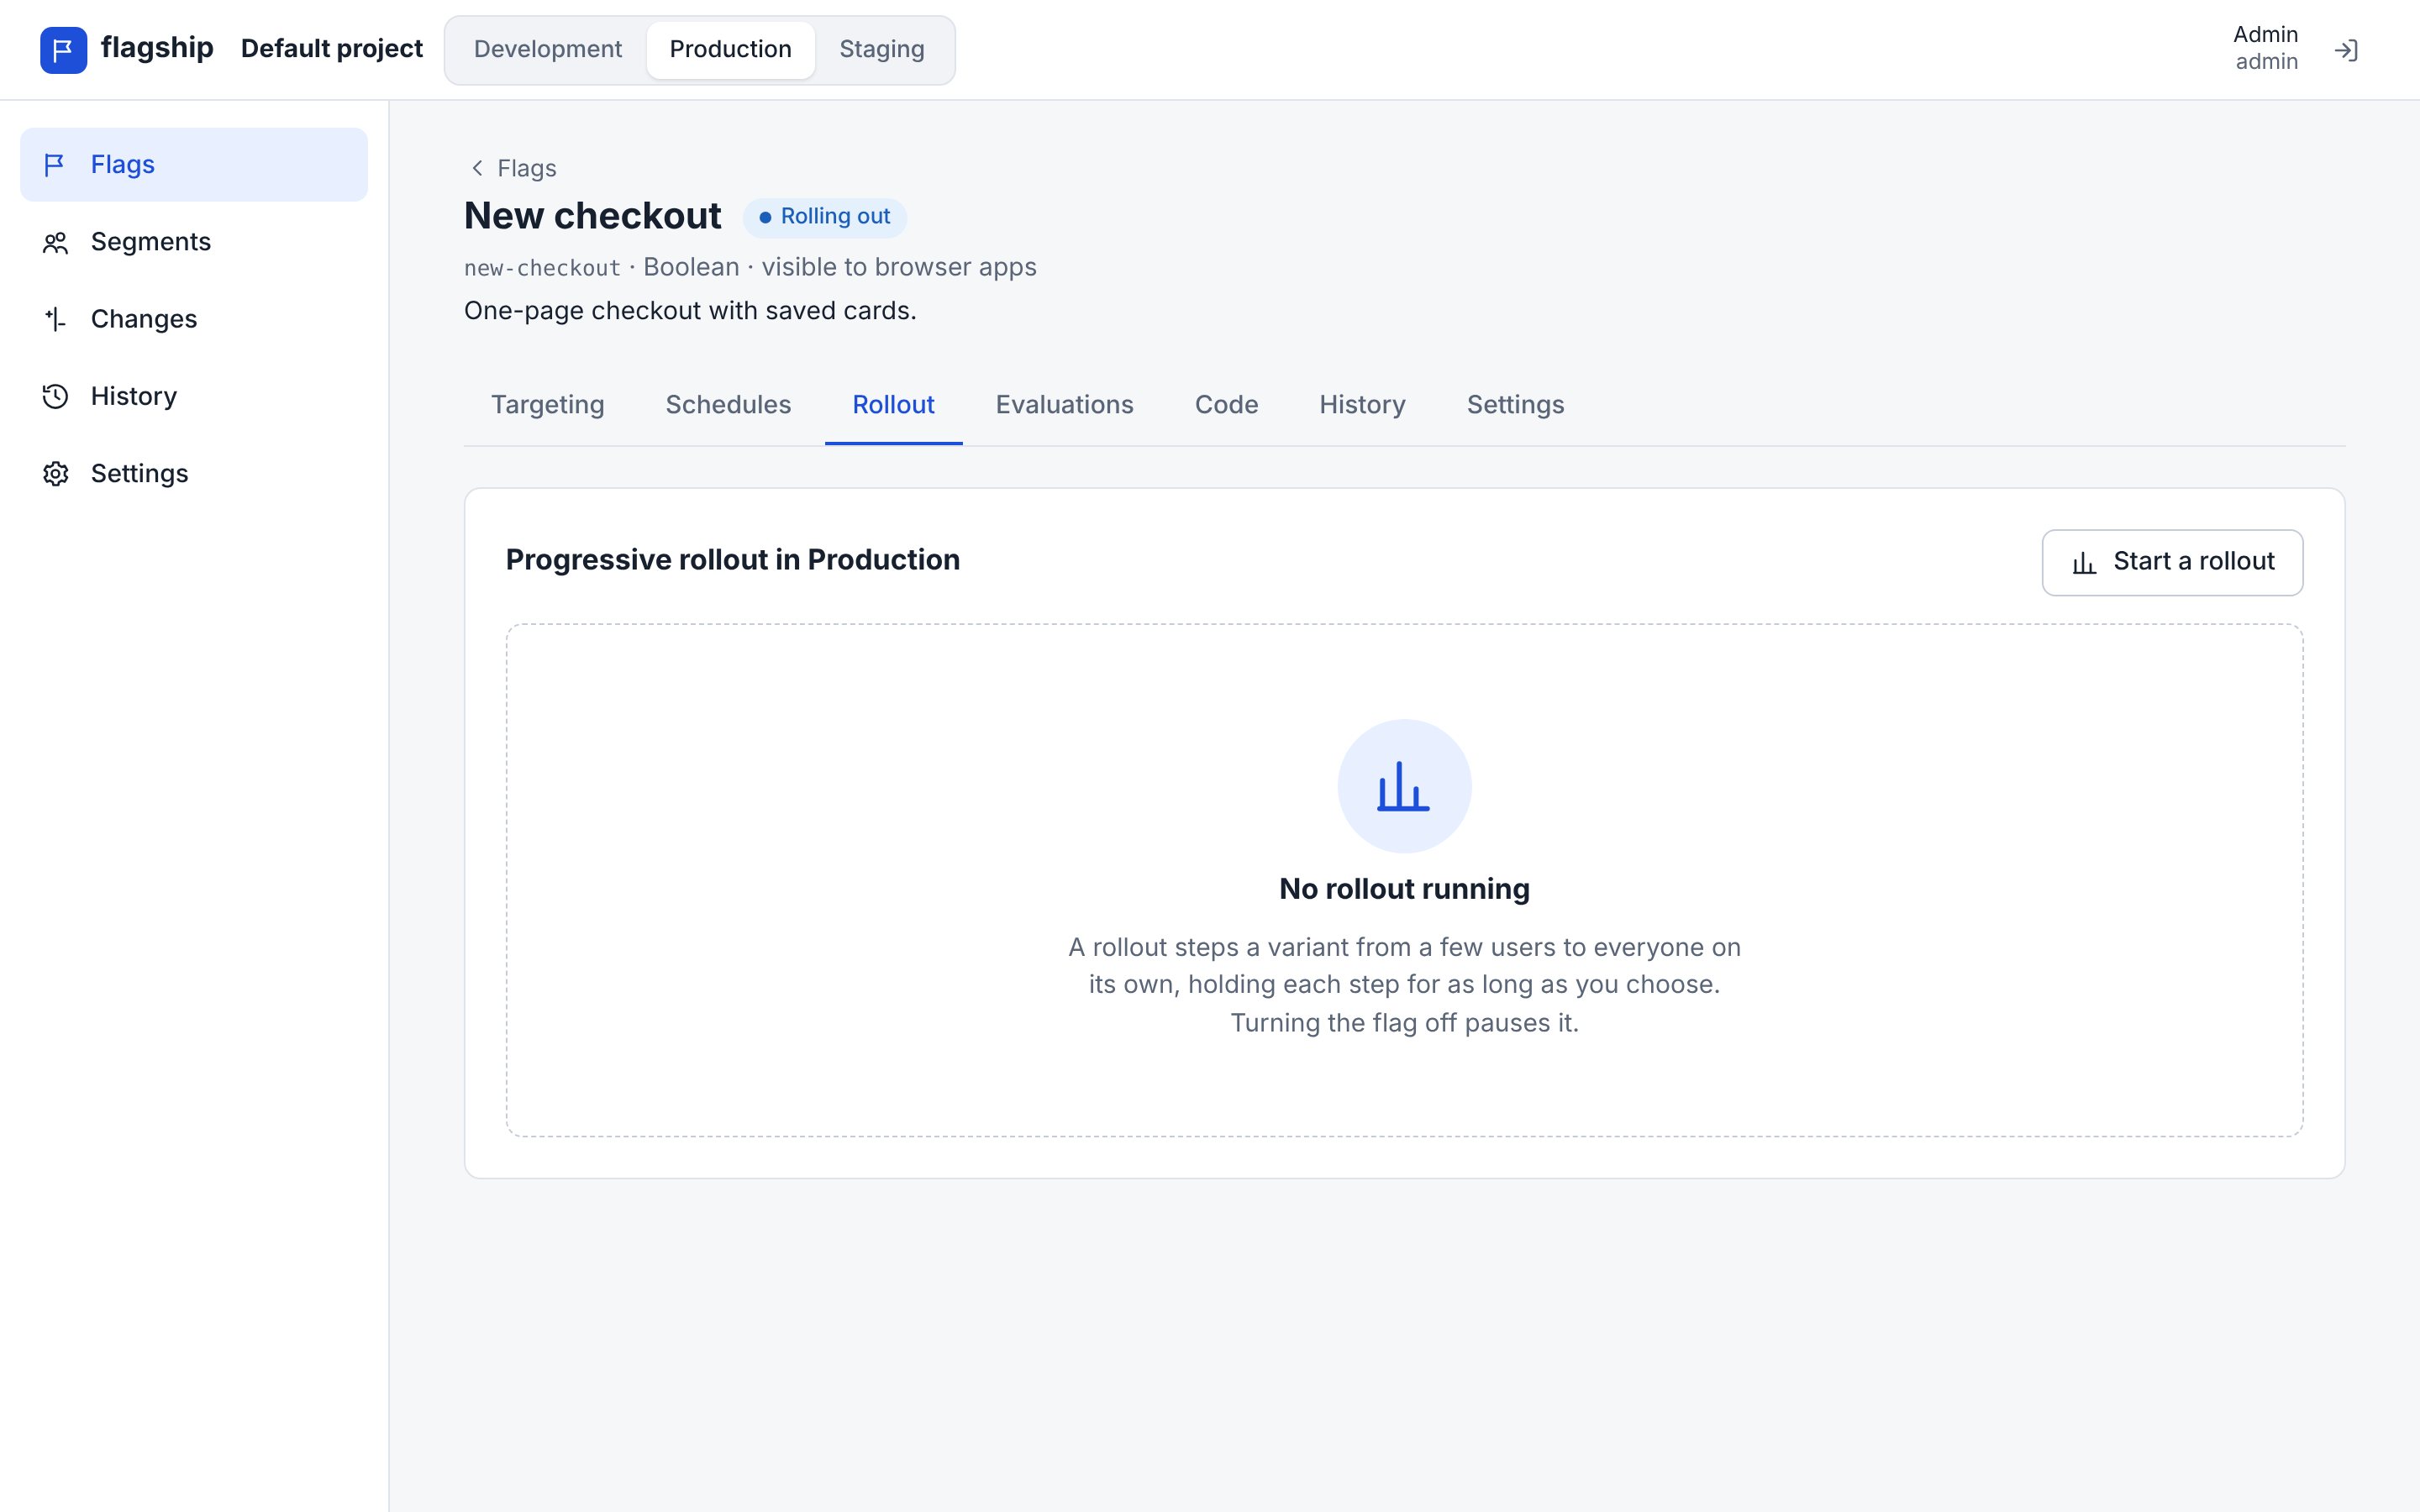 flagship
Default project
Development
Production
Staging
Admin
admin
Flags
Segments
Changes
History
Settings
Flags
New checkout
Rolling out
new-checkout · Boolean · visible to browser apps
One-page checkout with saved cards.
Targeting
Schedules
Rollout
Evaluations
Code
History
Settings
Progressive rollout in Production
Start a rollout
No rollout running
A rollout steps a variant from a few users to everyone on
its own, holding each step for as long as you choose.
Turning the flag off pauses it.